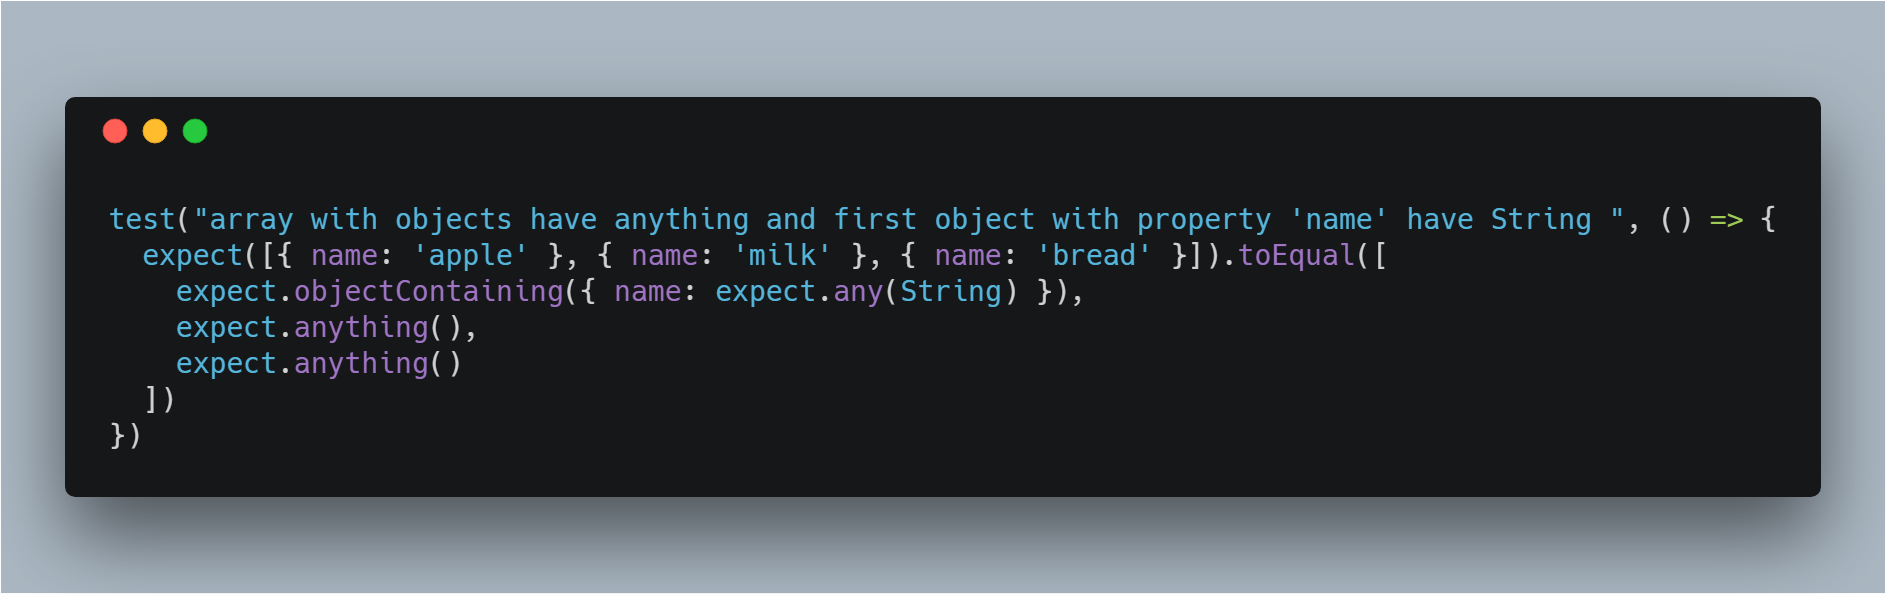 test("array with objects have anything and first object with property 'name' have String ", () => {
  expect([{ name: 'apple' }, { name: 'milk' }, { name: 'bread' }]).toEqual([
    expect.objectContaining({ name: expect.any(String) }),
    expect.anything(),
    expect.anything()
  ])
})